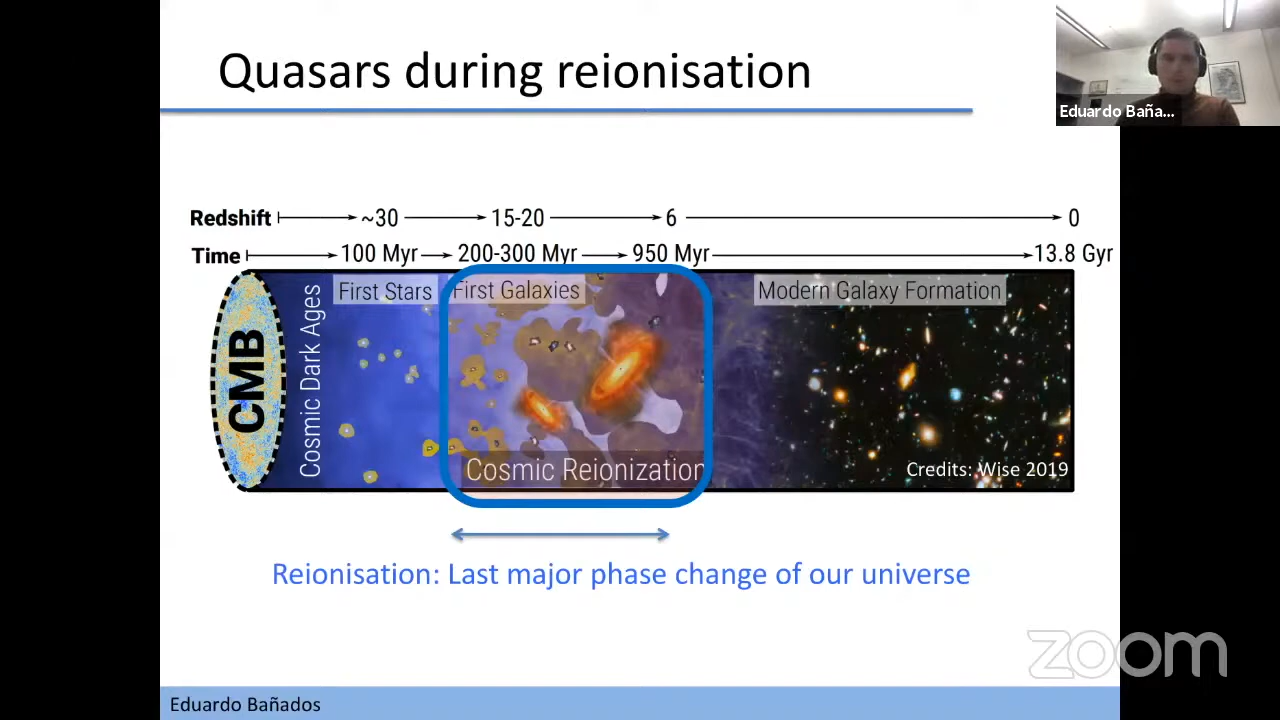 Quasars during reionisation
Eduardo Baña...
Redshift ~30 15-20 6 0
Time 100 Myr 200-300 Myr 950 Myr 13.8 Gyr
CMB
Cosmic Dark Ages
First Stars
First Galaxies
Modern Galaxy Formation
Cosmic Reionization
Credits: Wise 2019
Reionisation: Last major phase change of our universe
zoom
Eduardo Bañados